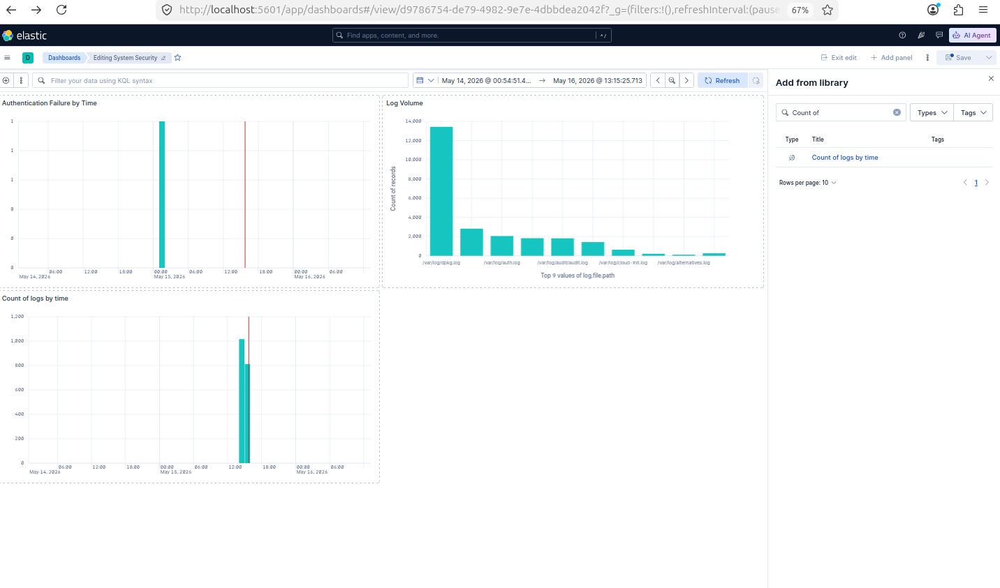 http://localhost:5601/app/dashboards#/view/d9786754-de79-4982-9e7e-4dbbdea2042f?_g=(filters:!(),refreshInterval:(pause
67%
elastic
Find apps, content, and more.
^/
AI Agent
D
Dashboards
Editing System Security
Exit edit
Add panel
Save
Filter your data using KQL syntax
May 14, 2026 @ 00:54:51.4...
→
May 16, 2026 @ 13:15:25.713
Refresh
Authentication Failure by Time
1
1
1
0
0
0
06:00
12:00
18:00
00:00
06:00
12:00
18:00
00:00
06:00
May 14, 2026
May 15, 2026
May 16, 2026
Log Volume
Count of records
14,000
12,000
10,000
8,000
6,000
4,000
2,000
0
/var/log/dpkg.log
/var/log/auth.log
/var/log/audit/audit.log
/var/log/cloud-init.log
/var/log/alternatives.log
Top 9 values of log.file.path
Count of logs by time
1,200
1,000
800
600
400
200
0
06:00
12:00
18:00
00:00
06:00
12:00
18:00
00:00
06:00
May 14, 2026
May 15, 2026
May 16, 2026
Add from library
Count of
Types
Tags
Type
Title
Tags
Count of logs by time
Rows per page: 10
1